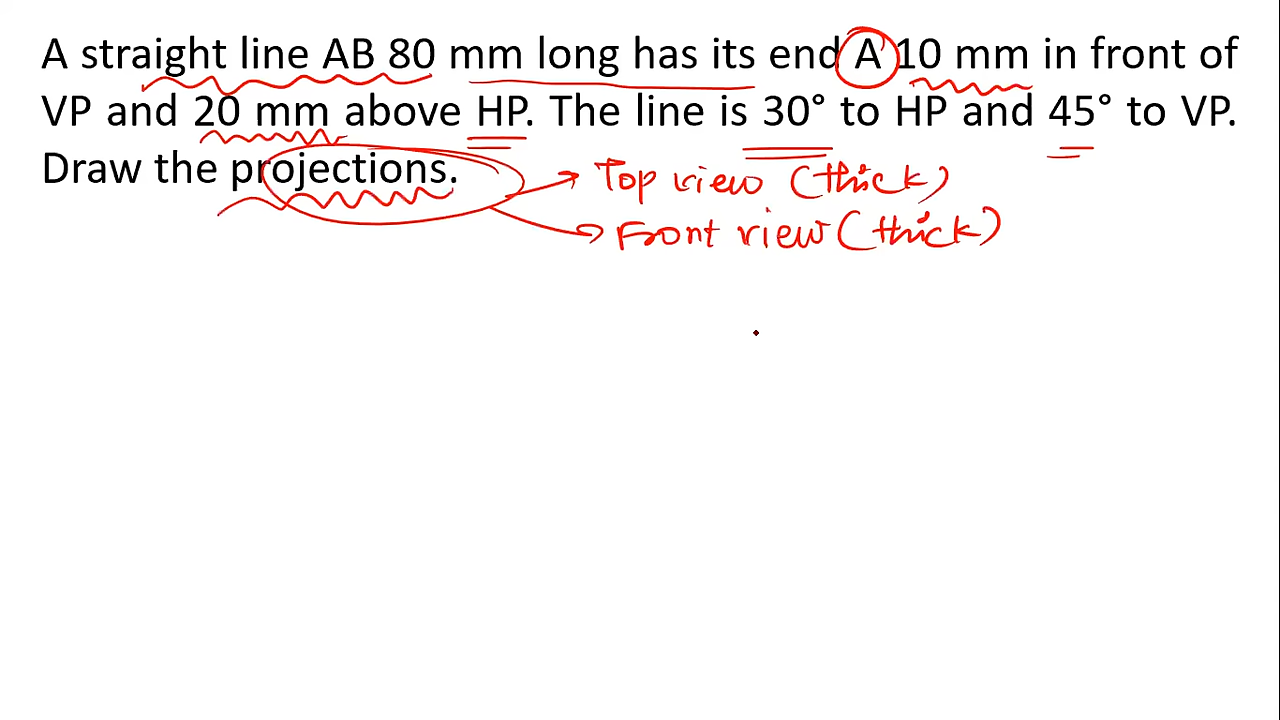 A straight line AB 80 mm long has its end A 10 mm in front of
VP and 20 mm above HP. The line is 30° to HP and 45° to VP.
Draw the projections.
Top view (thick)
Front view (thick)